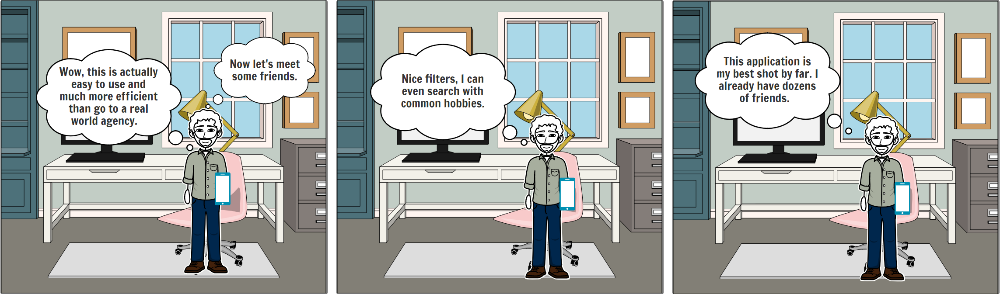 Wow, this is actually
easy to use and
much more efficient
than go to a real
world agency.
Now let's meet
some friends.
Nice filters, I can
even search with
common hobbies.
This application is
my best shot by far. I
already have dozens
of friends.